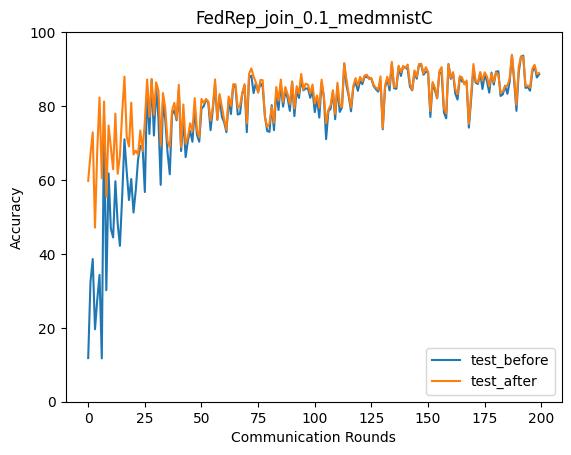 FedRep_join_0.1_medmnistC
100
80
60
40
20
0
Accuracy
test_before
test_after
0 25 50 75 100 125 150 175 200
Communication Rounds